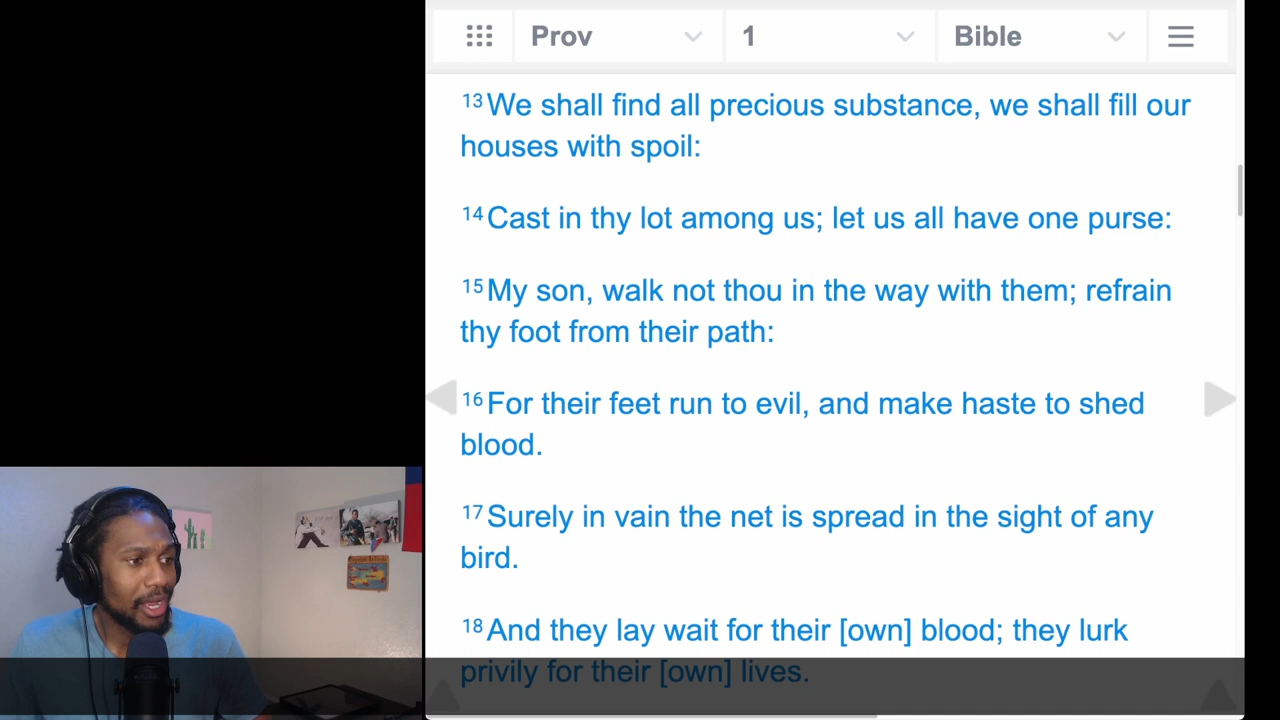 Prov 1 Bible
13 We shall find all precious substance, we shall fill our
houses with spoil:
14 Cast in thy lot among us; let us all have one purse:
15 My son, walk not thou in the way with them; refrain
thy foot from their path:
16 For their feet run to evil, and make haste to shed
blood.
17 Surely in vain the net is spread in the sight of any
bird.
18 And they lay wait for their [own] blood; they lurk
privily for their [own] lives.